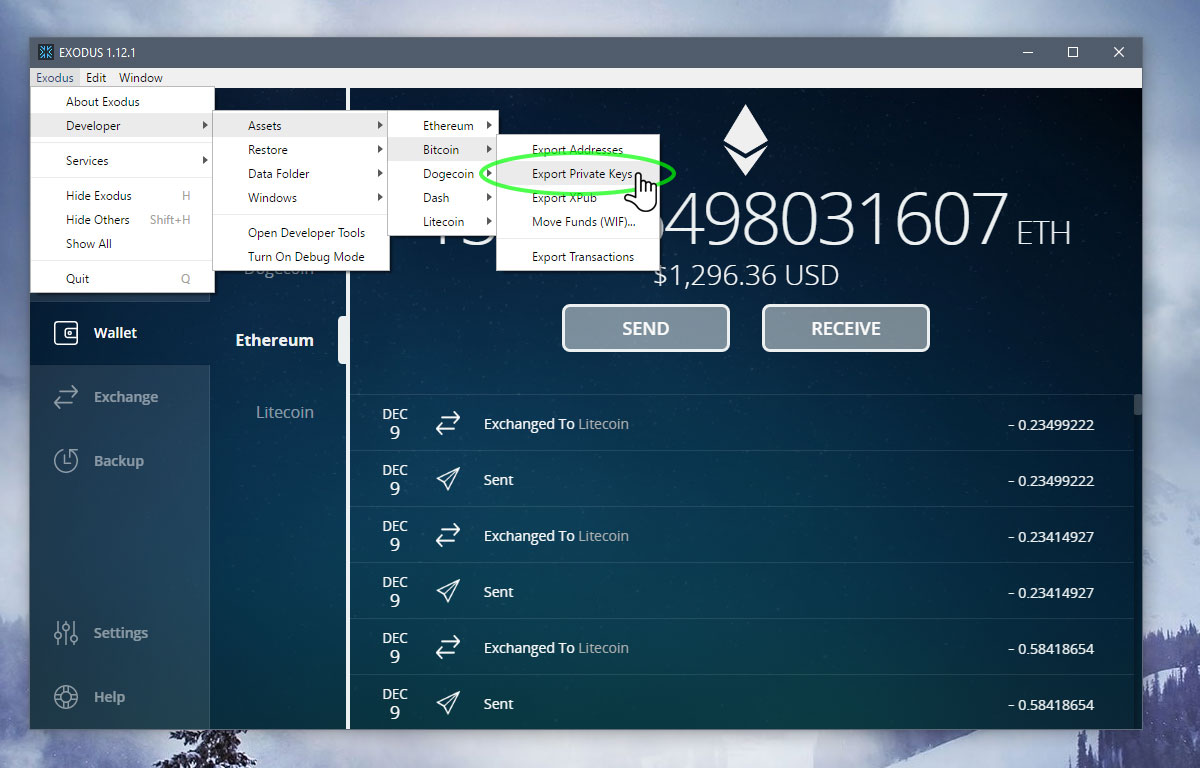 EXODUS 1.12.1
Exodus Edit Window
About Exodus
Developer
Services
Hide Exodus H
Hide Others Shift+H
Show All
Quit Q
Assets
Restore
Data Folder
Windows
Open Developer Tools
Turn On Debug Mode
Ethereum
Bitcoin
Dogecoin
Dash
Litecoin
Export Addresses
Export Private Keys
Export XPub
Move Funds (WIF)...
Export Transactions
498031607 ETH
$1,296.36 USD
SEND RECEIVE
Wallet
Exchange
Backup
Settings
Help
Dogecoin
Ethereum
Litecoin
DEC 9 Exchanged To Litecoin - 0.23499222
DEC 9 Sent - 0.23499222
DEC 9 Exchanged To Litecoin - 0.23414927
DEC 9 Sent - 0.23414927
DEC 9 Exchanged To Litecoin - 0.58418654
DEC 9 Sent - 0.58418654